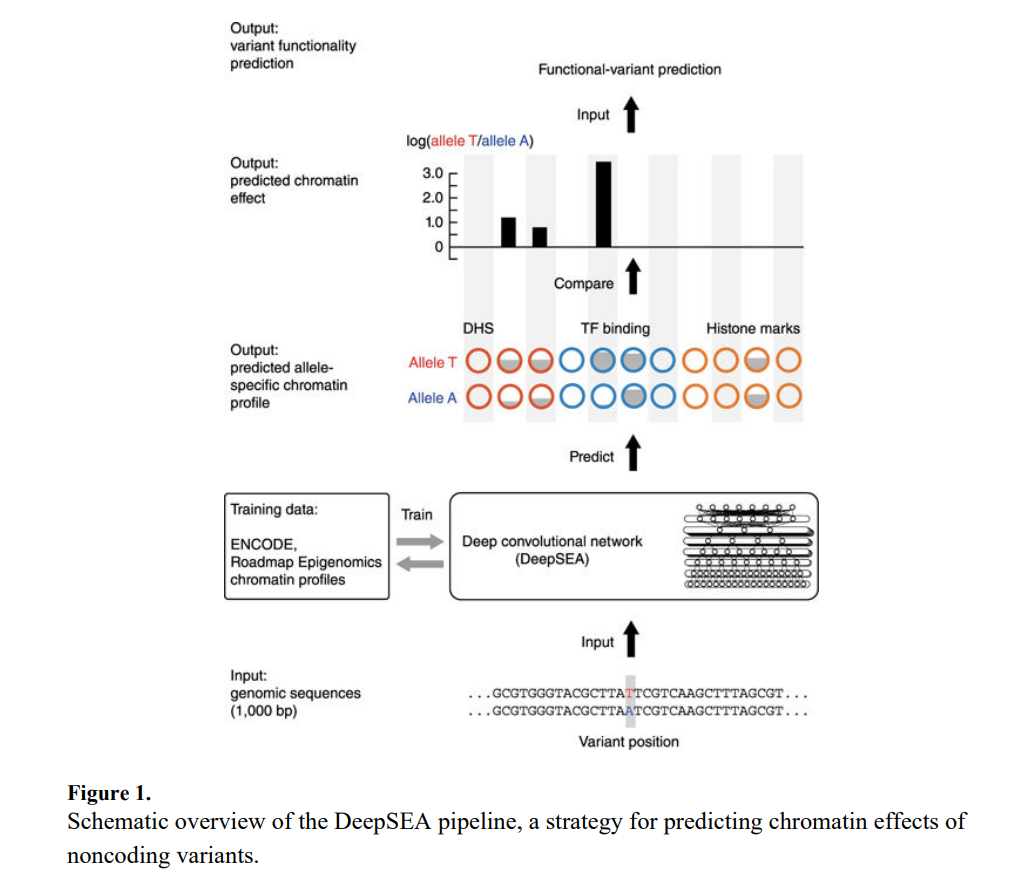 Output:
variant functionality
prediction
Functional-variant prediction
Input
log(allele T/allele A)
Output:
predicted chromatin
effect
3.0
2.0
1.0
0
Compare
DHS
TF binding
Histone marks
Output:
predicted allele-
specific chromatin
profile
Allele T
Allele A
Predict
Training data:
ENCODE,
Roadmap Epigenomics
chromatin profiles
Train
Deep convolutional network
(DeepSEA)
Input
Input:
genomic sequences
(1,000 bp)
...GCGTGGGTACGCTTATTCGTCAAGCTTTAGCGT...
...GCGTGGGTACGCTTAATCGTCAAGCTTTAGCGT...
Variant position
Figure 1.
Schematic overview of the DeepSEA pipeline, a strategy for predicting chromatin effects of
noncoding variants.